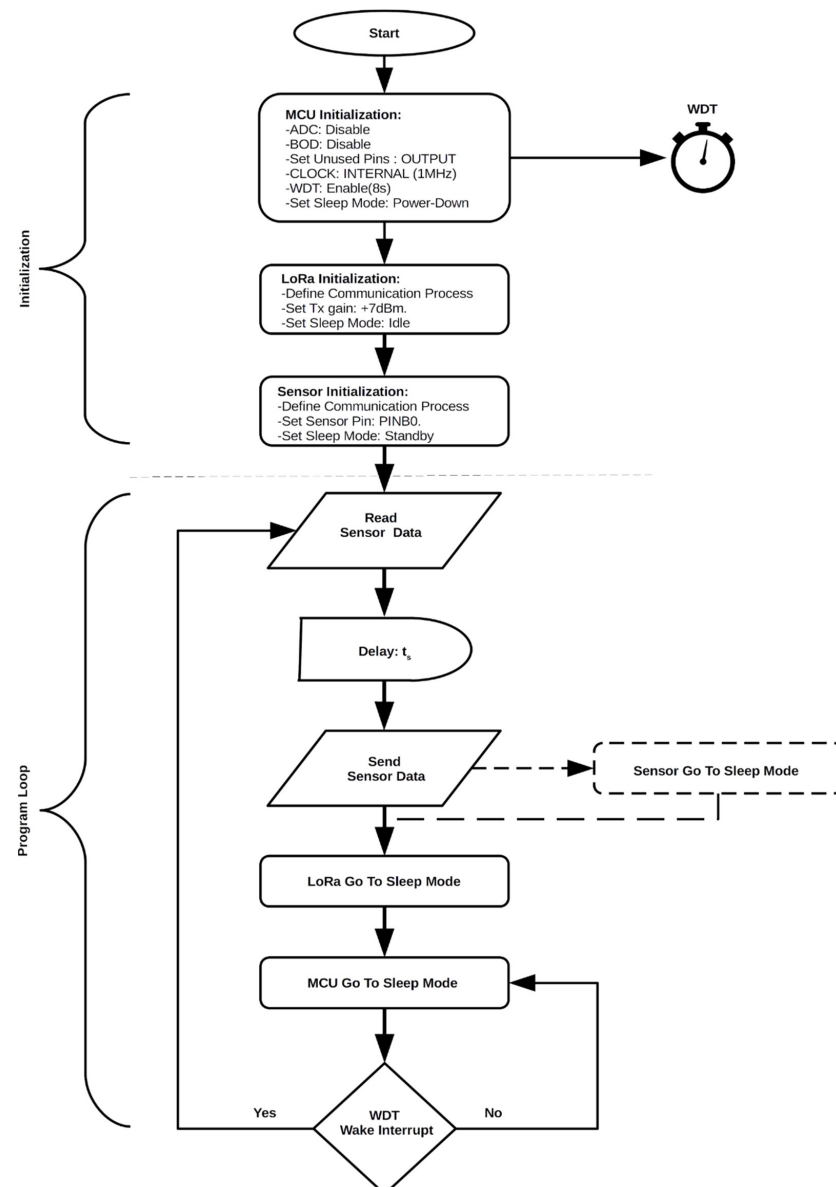 Start
MCU Initialization:
-ADC: Disable
-BOD: Disable
-Set Unused Pins : OUTPUT
-CLOCK: INTERNAL (1MHz)
-WDT: Enable(8s)
-Set Sleep Mode: Power-Down
WDT
Initialization
LoRa Initialization:
-Define Communication Process
-Set Tx gain: +7dBm.
-Set Sleep Mode: Idle
Sensor Initialization:
-Define Communication Process
-Set Sensor Pin: PINB0.
-Set Sleep Mode: Standby
Read
Sensor Data
Delay: ts
Program Loop
Send
Sensor Data
Sensor Go To Sleep Mode
LoRa Go To Sleep Mode
MCU Go To Sleep Mode
Yes
WDT
Wake Interrupt
No